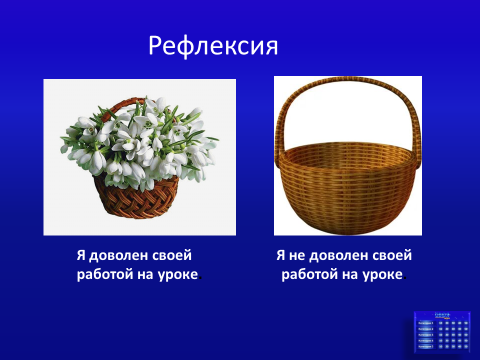 Рефлексия
Я доволен своей
работой на уроке.
Я не доволен своей
работой на уроке